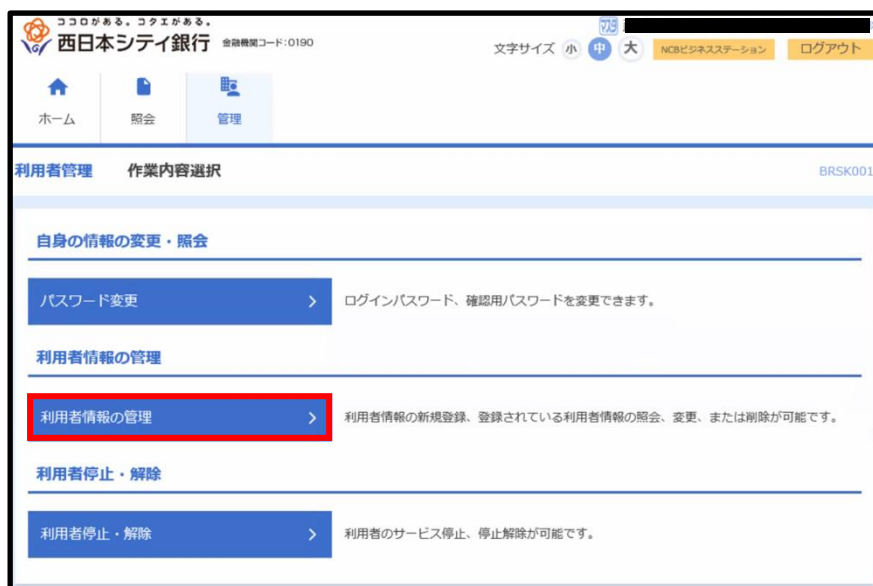 ココロがある。コタエがある。
西日本シティ銀行 金融機関コード:0190
文字サイズ 小 中 大 NCBビジネスステーション ログアウト
ホーム 照会 管理
利用者管理 作業内容選択 BRSK001
自身の情報の変更・照会
パスワード変更 ログインパスワード、確認用パスワードを変更できます。
利用者情報の管理
利用者情報の管理 利用者情報の新規登録、登録されている利用者情報の照会、変更、または削除が可能です。
利用者停止・解除
利用者停止・解除 利用者のサービス停止、停止解除が可能です。